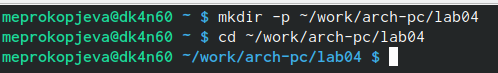 meprokopjeva@dk4n60 ~ $ mkdir -p ~/work/arch-pc/lab04
meprokopjeva@dk4n60 ~ $ cd ~/work/arch-pc/lab04
meprokopjeva@dk4n60 ~/work/arch-pc/lab04 $